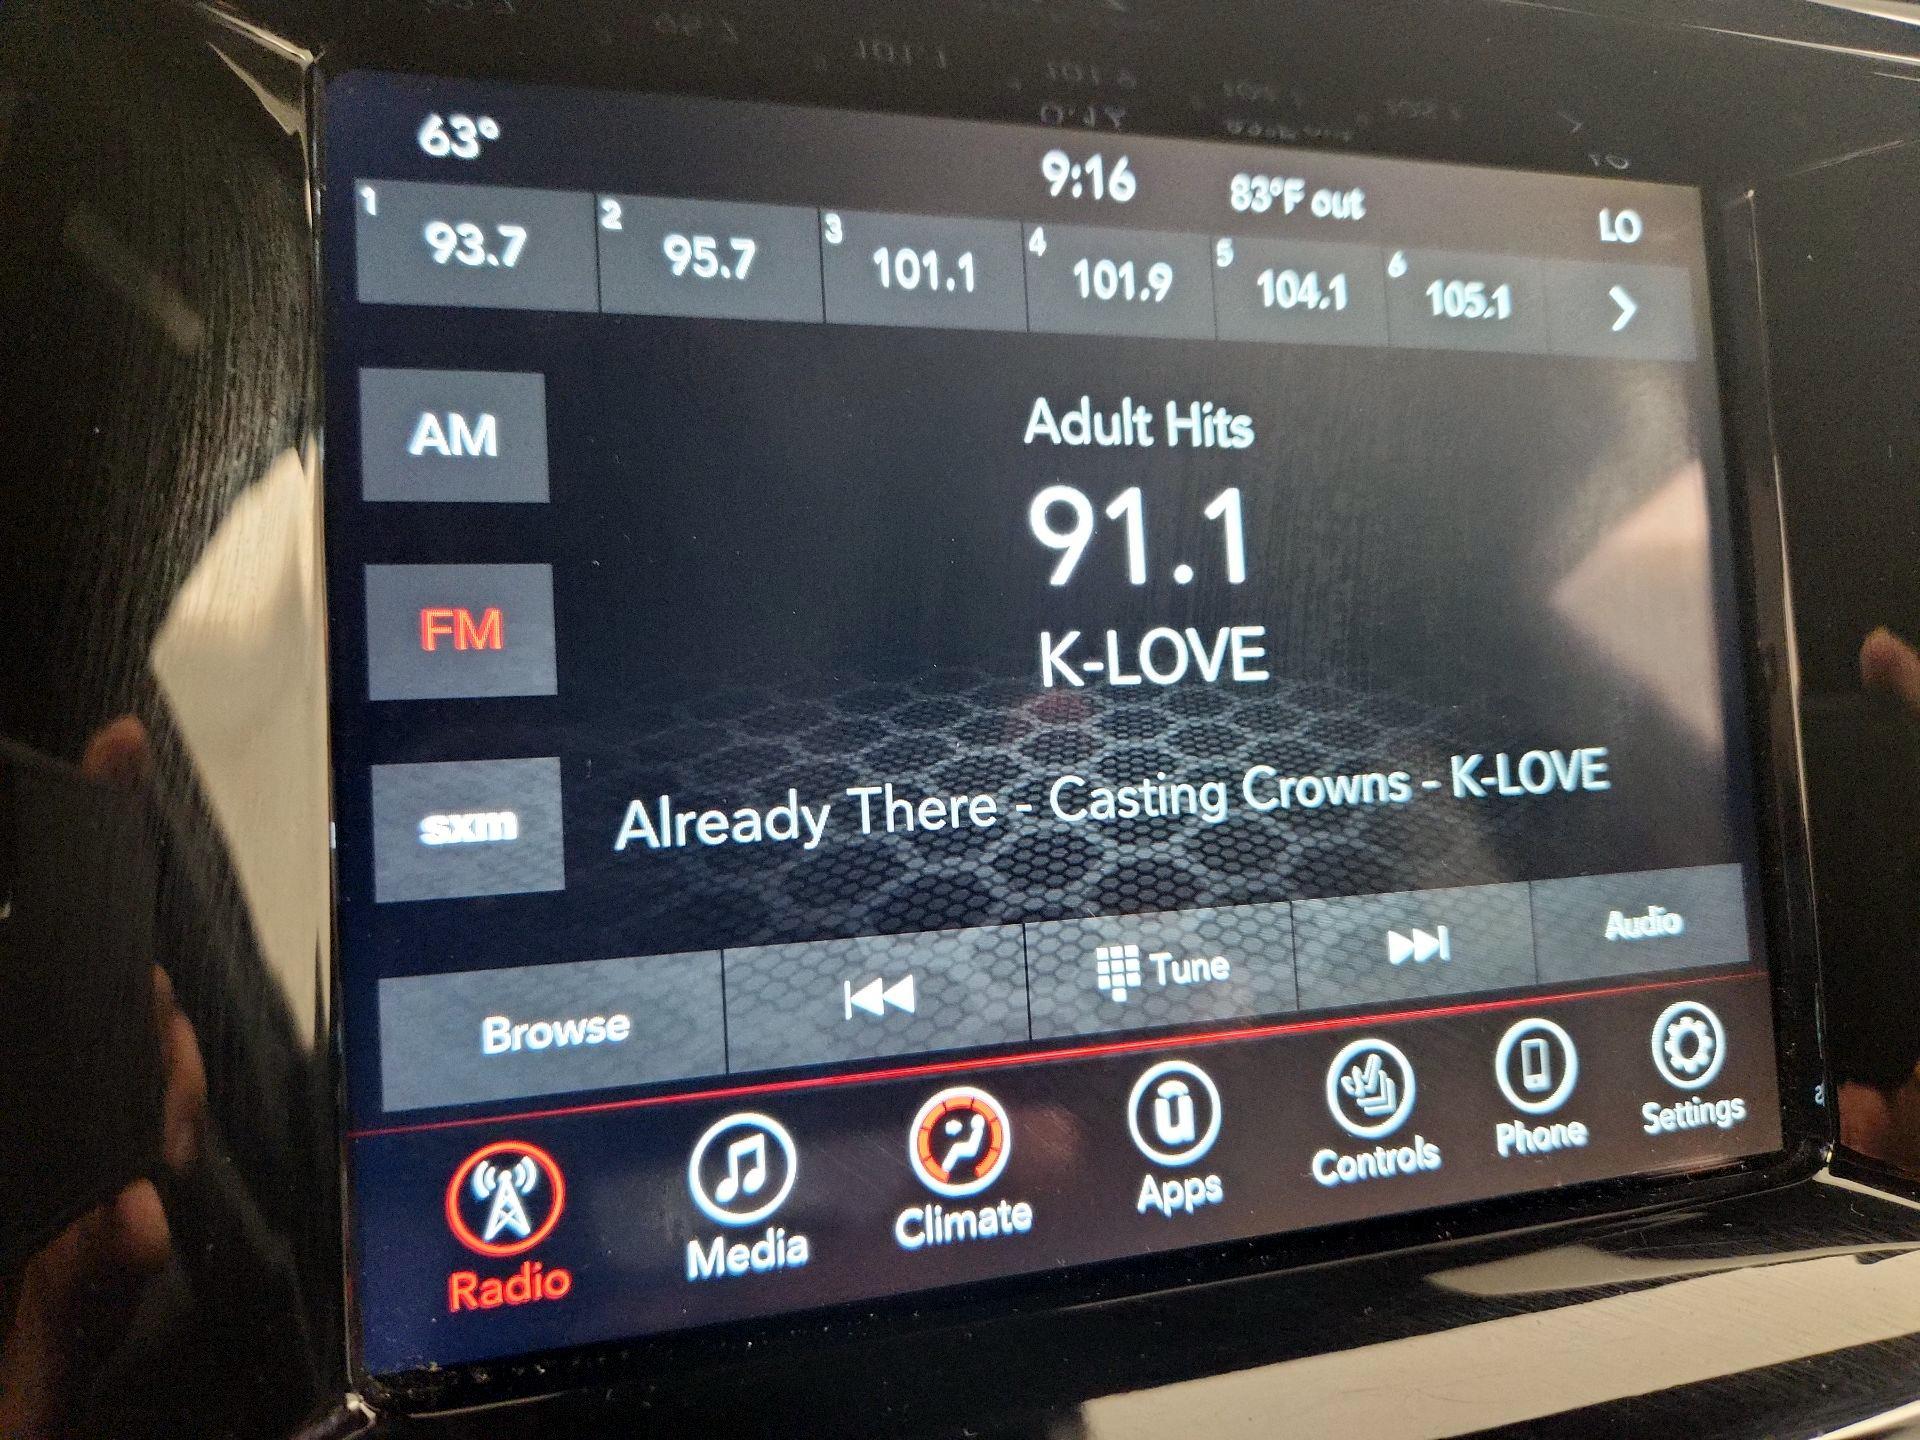 63° 9:16 83°F out LO
1 93.7 2 95.7 3 101.1 4 101.9 5 104.1 6 105.1
AM
Adult Hits
91.1
FM
K-LOVE
sxm
Already There - Casting Crowns - K-LOVE
Browse Tune Audio
Radio Media Climate Apps Controls Phone Settings